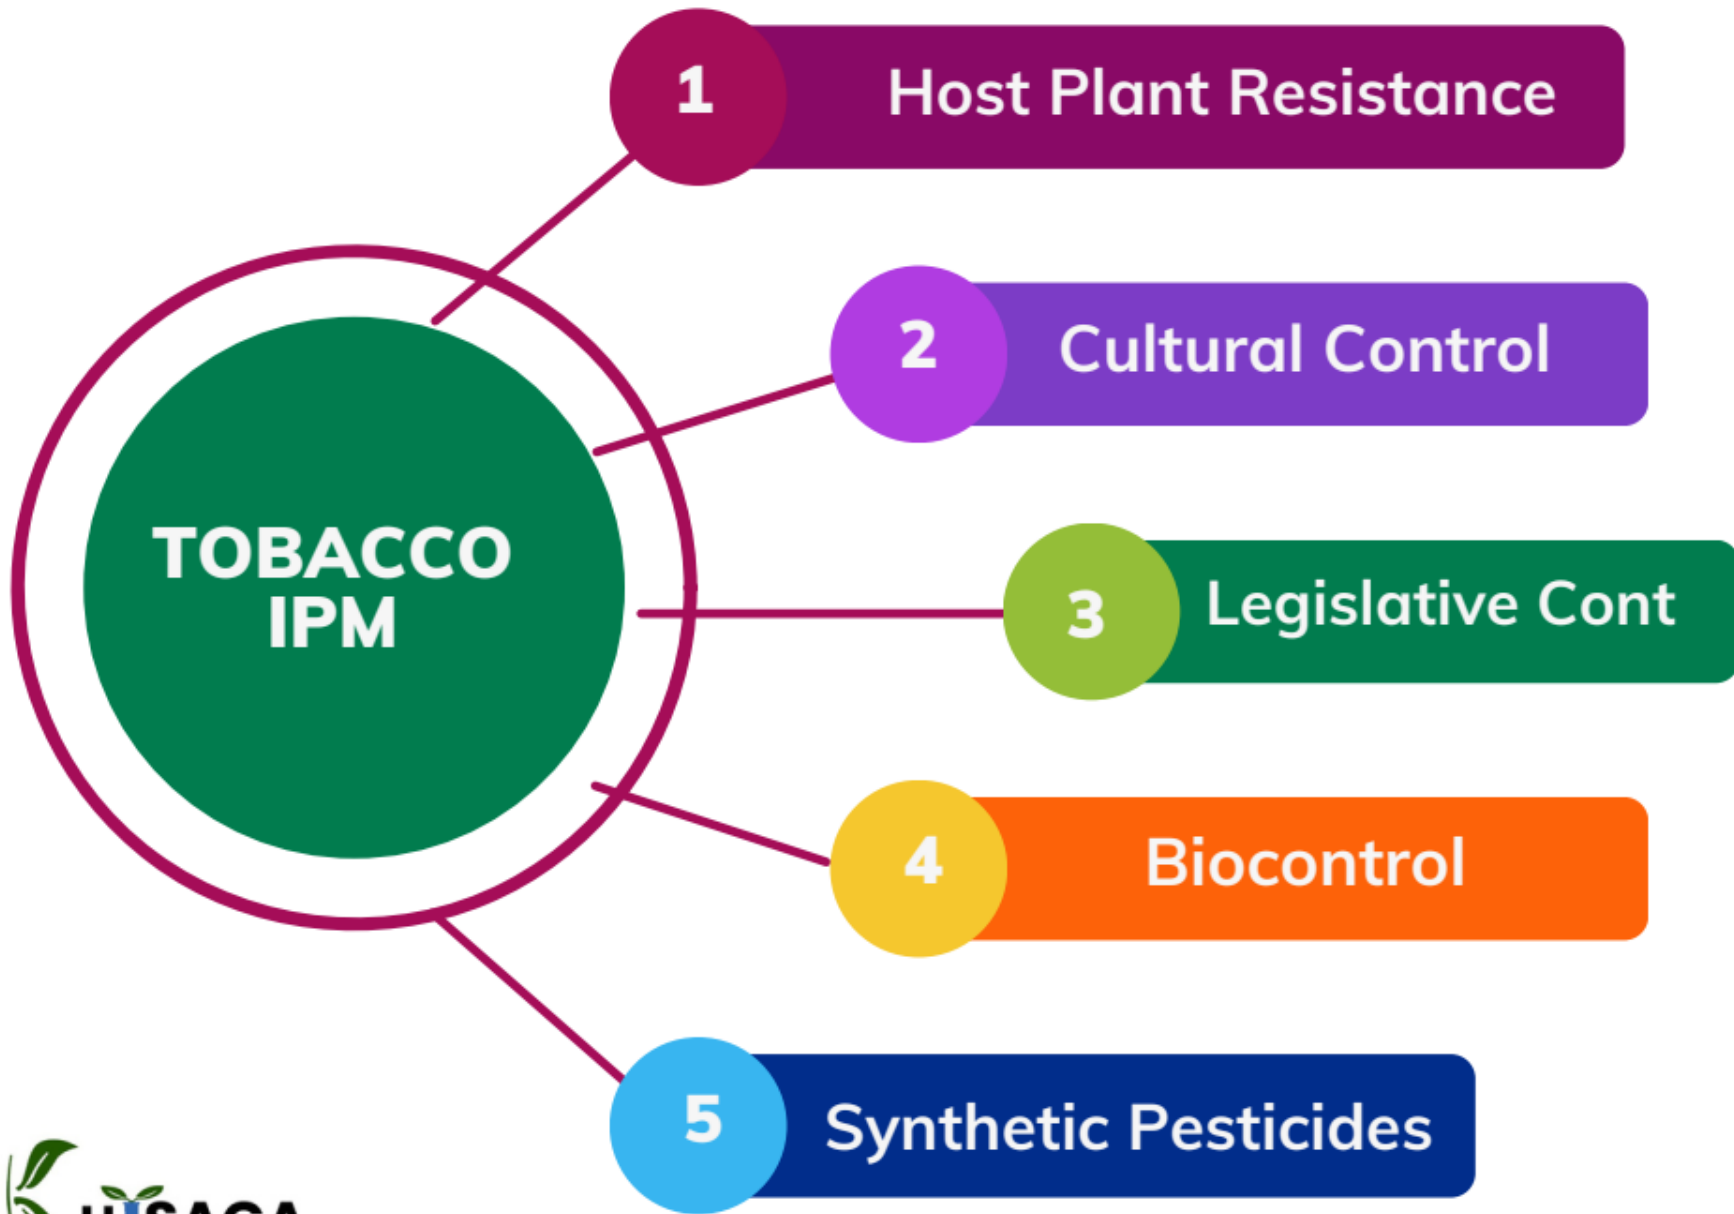 1
Host Plant Resistance
2
Cultural Control
TOBACCO
IPM
3
Legislative Cont
4
Biocontrol
5
Synthetic Pesticides